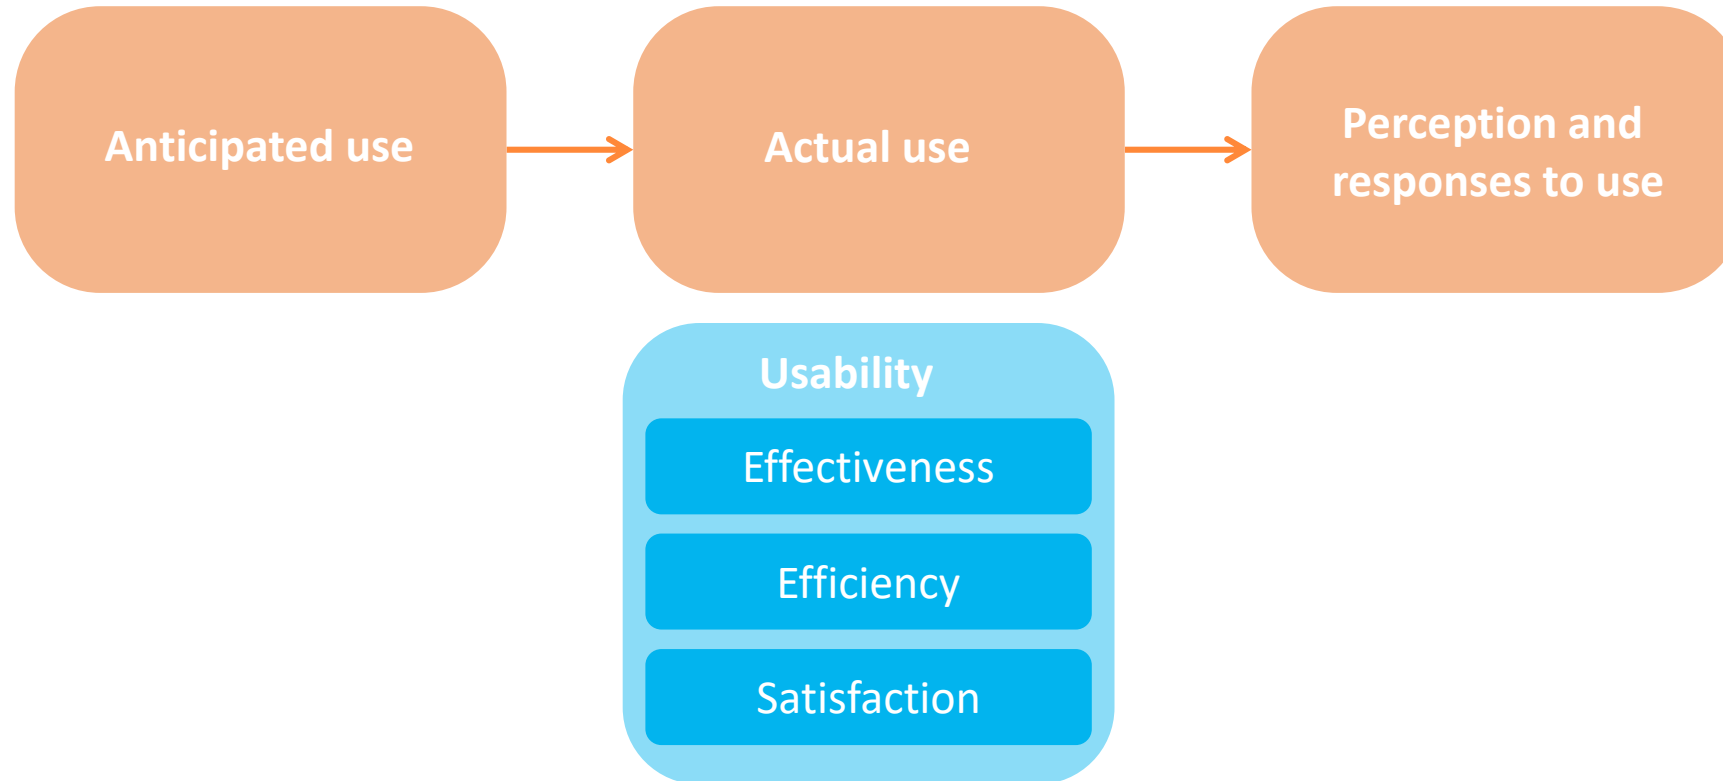 Anticipated use
Actual use
Perception and
responses to use
Usability
Effectiveness
Efficiency
Satisfaction